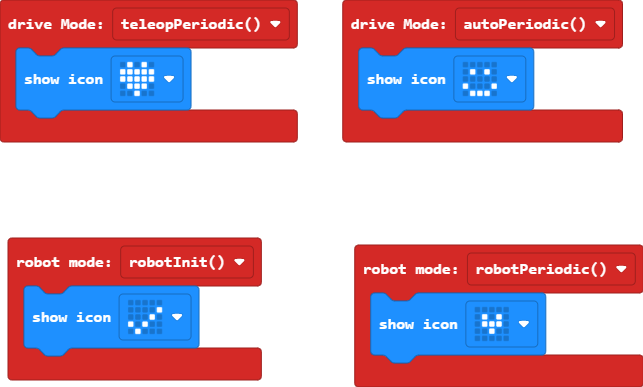 drive Mode: teleopPeriodic()
show icon
drive Mode: autoPeriodic()
show icon
robot mode: robotInit()
show icon
robot mode: robotPeriodic()
show icon